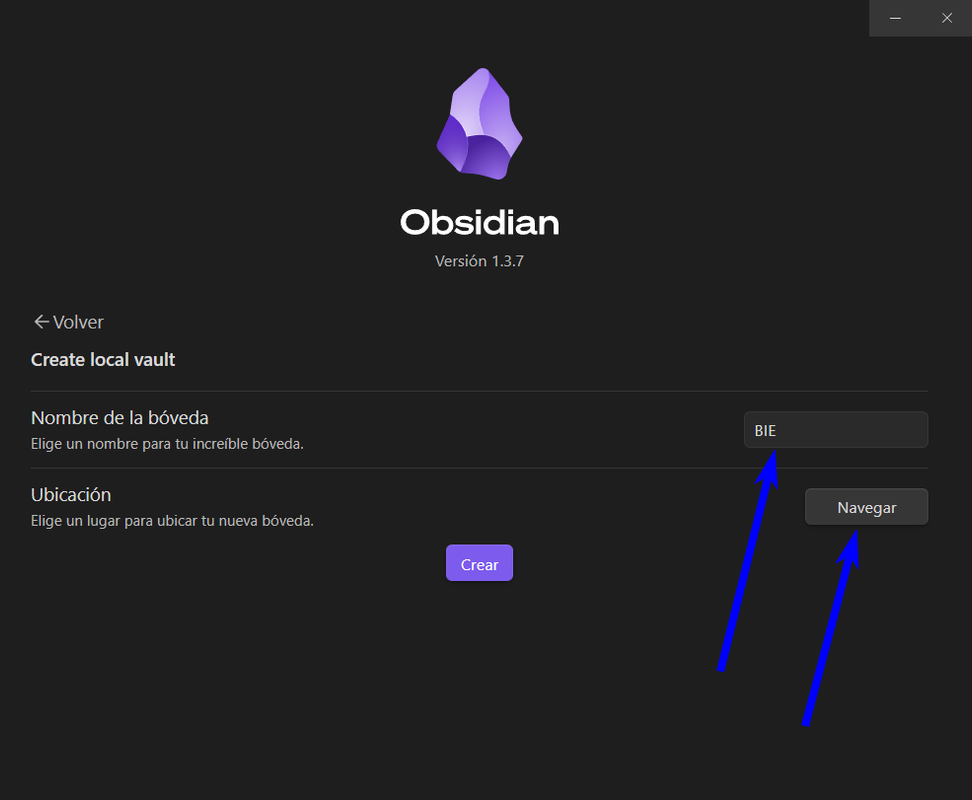 Obsidian
Versión 1.3.7
Volver
Create local vault
Nombre de la bóveda
Elige un nombre para tu increíble bóveda.
BIE
Ubicación
Elige un lugar para ubicar tu nueva bóveda.
Navegar
Crear